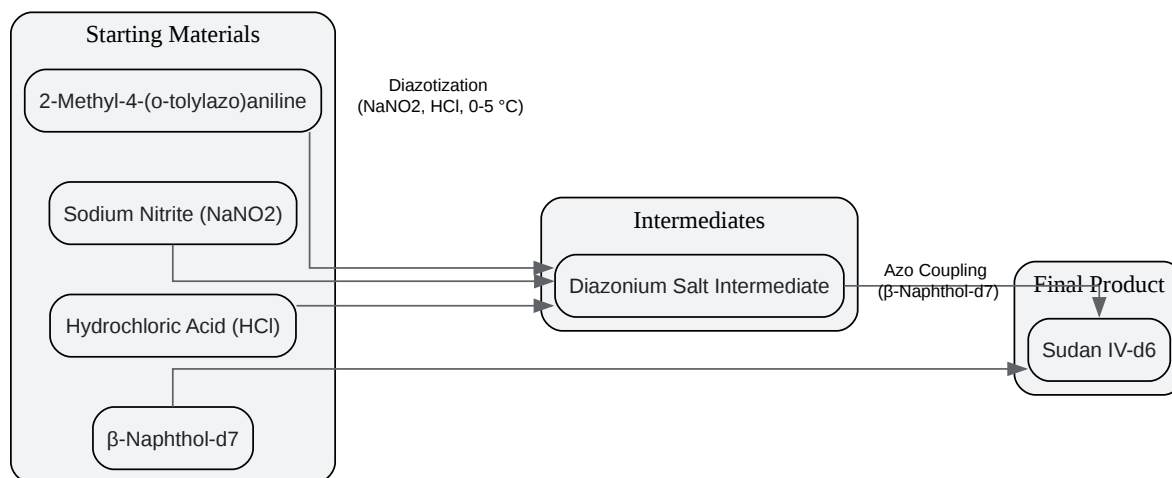 Starting Materials
2-Methyl-4-(o-tolylazo)aniline
Diazotization
(NaNO2, HCl, 0-5 °C)
Sodium Nitrite (NaNO2)
Hydrochloric Acid (HCl)
β-Naphthol-d7
Intermediates
Diazonium Salt Intermediate
Azo Coupling
(β-Naphthol-d7)
Final Product
Sudan IV-d6